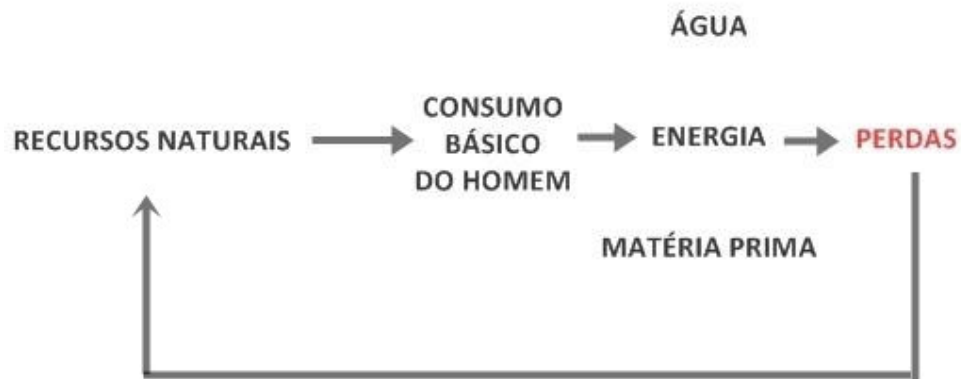 ÁGUA
RECURSOS NATURAIS
CONSUMO
BÁSICO
DO HOMEM
ENERGIA
PERDAS
MATÉRIA PRIMA